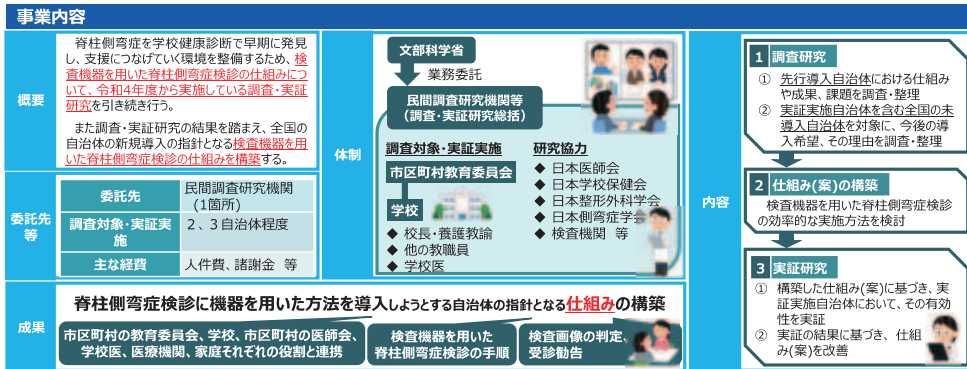 事業内容
概要
脊柱側弯症を学校健康診断で早期に発見
し、支援につなげていく環境を整備するため、検
査機器を用いた脊柱側弯症検診の仕組みにつ
いて、令和4年度から実施している調査・実証
研究を引き続き行う。
また調査・実証研究の結果を踏まえ、全国の
自治体の新規導入の指針となる検査機器を用
いた脊柱側弯症検診の仕組みを構築する。
委託先
等
委託先
民間調査研究機関
(1箇所)
調査対象・実証実
施
２、３自治体程度
主な経費
人件費、諸謝金 等
体制
文部科学省
業務委託
民間調査研究機関等
（調査・実証研究総括）
調査対象・実証実施
市区町村教育委員会
学校
◆ 校長・養護教諭
◆ 他の教職員
◆ 学校医
研究協力
◆ 日本医師会
◆ 日本学校保健会
◆ 日本整形外科学会
◆ 日本側弯症学会
◆ 検査機関 等
内容
1 調査研究
① 先行導入自治体における仕組み
や成果、課題を調査・整理
② 実証実施自治体を含む全国の未
導入自治体を対象に、今後の導
入希望、その理由を調査・整理
2 仕組み(案)の構築
検査機器を用いた脊柱側弯症検診
の効率的な実施方法を検討
3 実証研究
① 構築した仕組み(案)に基づき、実
証実施自治体において、その有効
性を実証
② 実証の結果に基づき、仕組
み(案)を改善
成果
脊柱側弯症検診に機器を用いた方法を導入しようとする自治体の指針となる仕組みの構築
市区町村の教育委員会、学校、市区町村の医師会、
学校医、医療機関、家庭それぞれの役割と連携
検査機器を用いた
脊柱側弯症検診の手順
検査画像の判定、
受診勧告